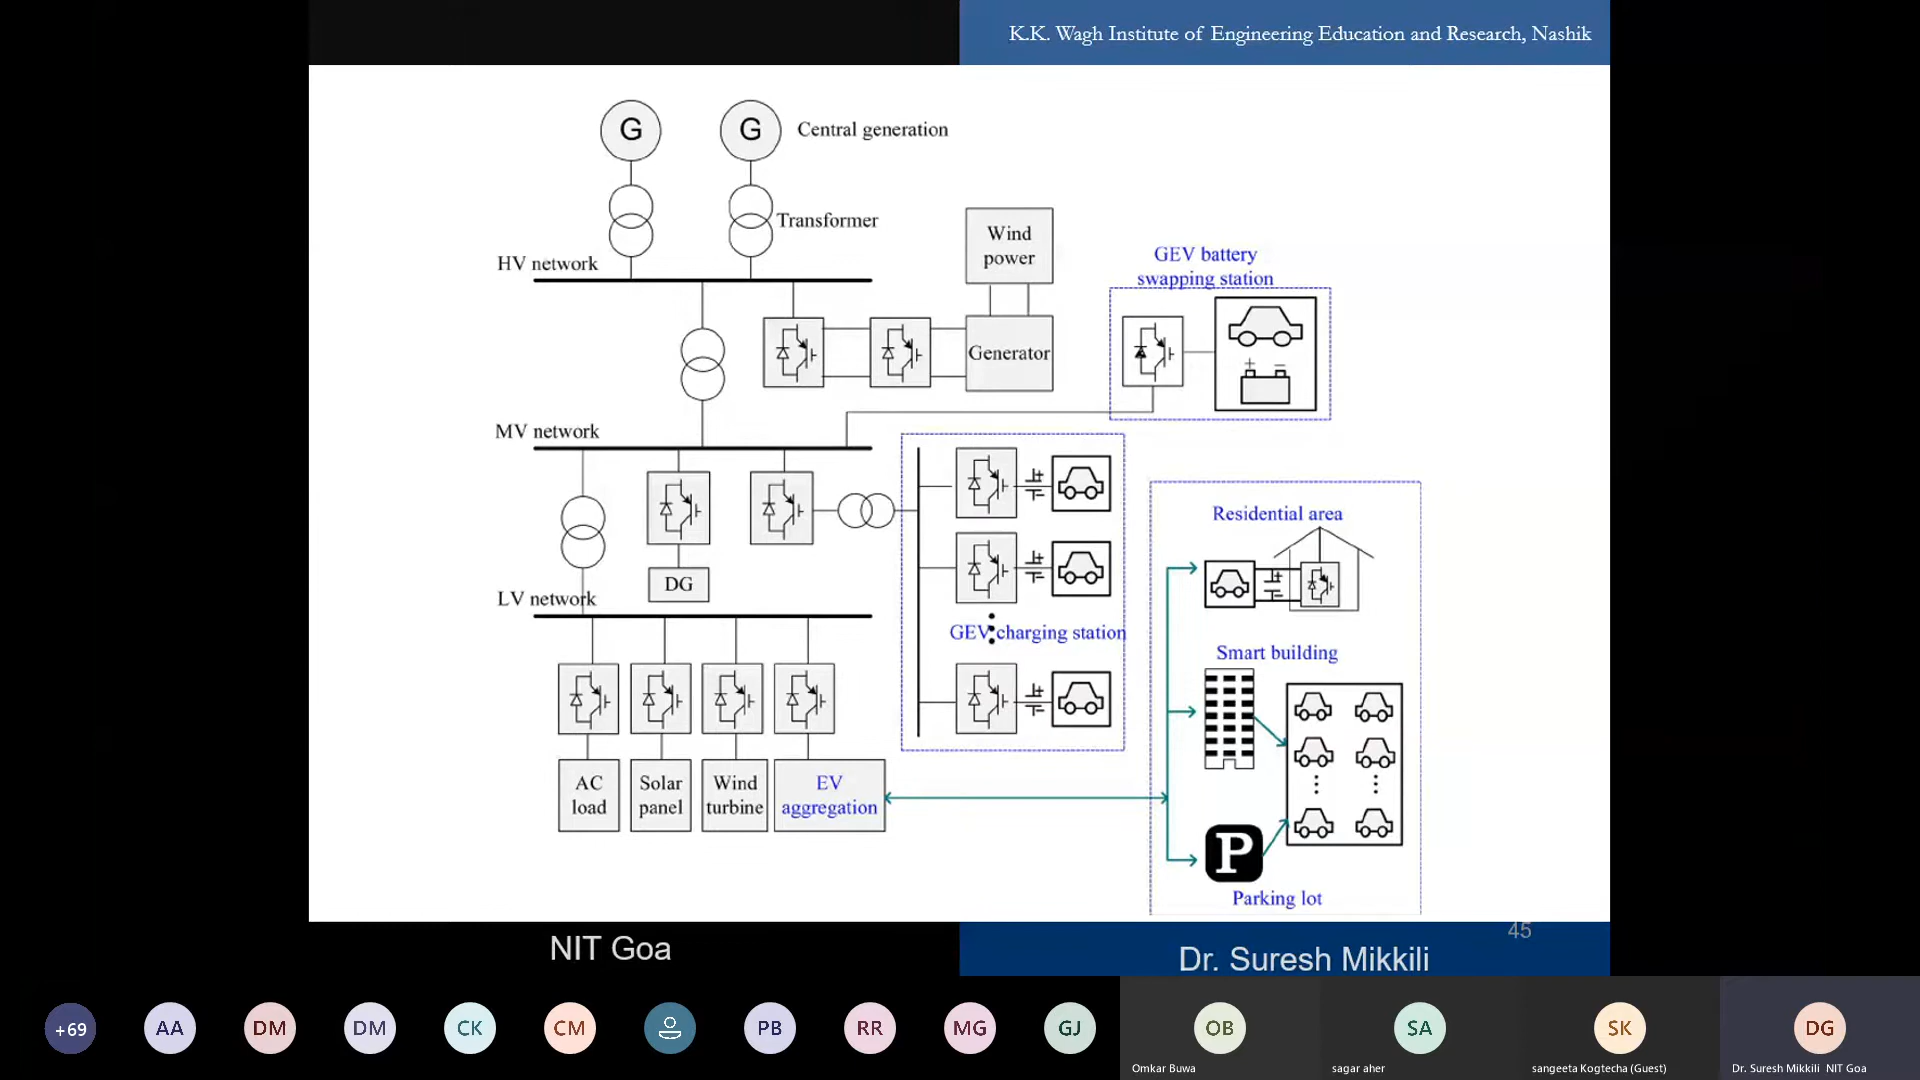 K.K. Wagh Institute of Engineering Education and Research, Nashik
G
G
Central generation
Transformer
HV network
Wind
power
Generator
GEV battery
swapping station
+ −
MV network
DG
LV network
GEV charging station
Residential area
Smart building
AC
load
Solar
panel
Wind
turbine
EV
aggregation
P
Parking lot
45
NIT Goa
Dr. Suresh Mikkili
+69
AA
DM
DM
CK
CM
PB
RR
MG
GJ
OB
SA
SK
DG
Omkar Buwa
sagar aher
sangeeta Kogtecha (Guest)
Dr. Suresh Mikkili NIT Goa